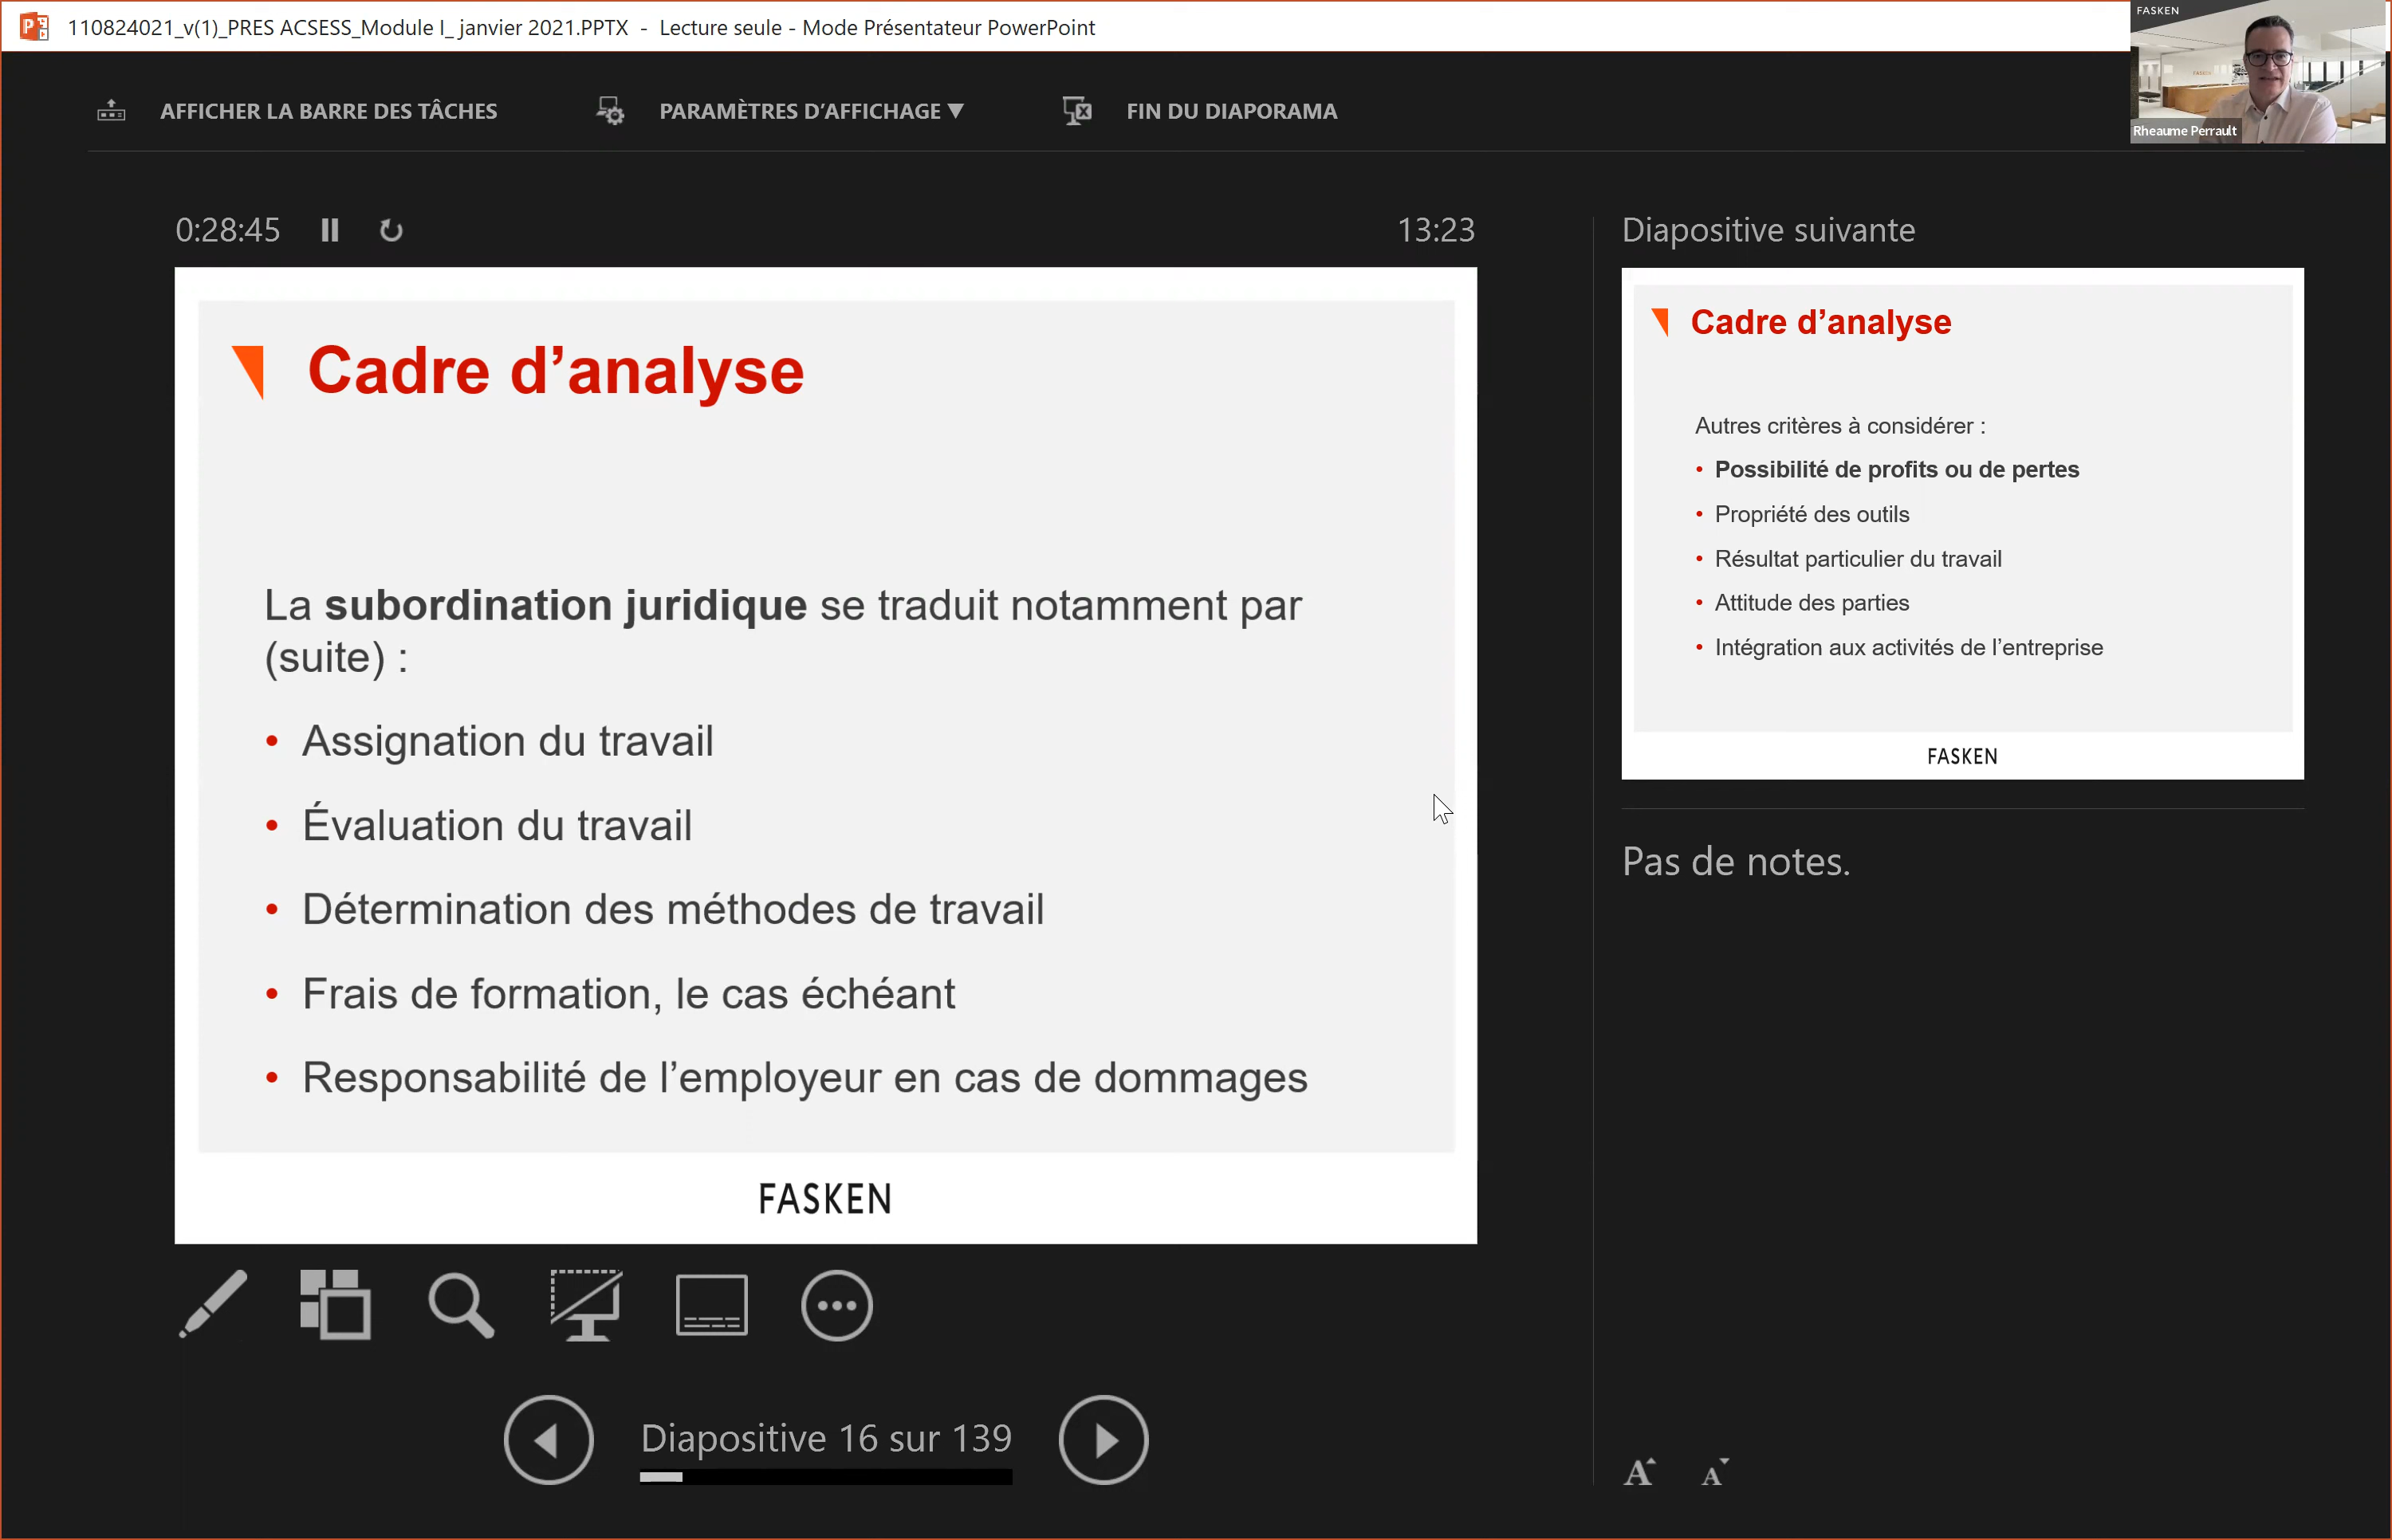 110824021_v(1)_PRES ACSESS_Module I_ janvier 2021.PPTX - Lecture seule - Mode Présentateur PowerPoint
FASKEN
Rheaume Perrault
AFFICHER LA BARRE DES TÂCHES
PARAMÈTRES D’AFFICHAGE ▼
FIN DU DIAPORAMA
0:28:45
13:23
Cadre d’analyse
La subordination juridique se traduit notamment par
(suite) :
• Assignation du travail
• Évaluation du travail
• Détermination des méthodes de travail
• Frais de formation, le cas échéant
• Responsabilité de l’employeur en cas de dommages
FASKEN
Diapositive 16 sur 139
Diapositive suivante
Cadre d’analyse
Autres critères à considérer :
• Possibilité de profits ou de pertes
• Propriété des outils
• Résultat particulier du travail
• Attitude des parties
• Intégration aux activités de l’entreprise
FASKEN
Pas de notes.
A A